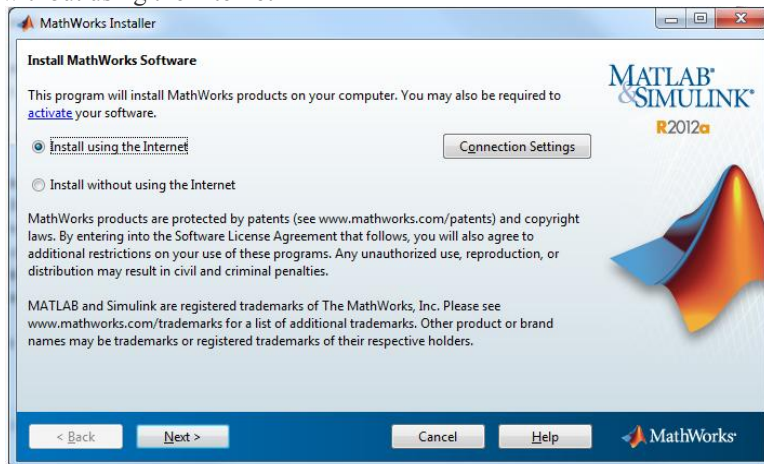 MathWorks Installer
Install MathWorks Software
This program will install MathWorks products on your computer. You may also be required to
activate your software.
Install using the Internet
Connection Settings
Install without using the Internet
MathWorks products are protected by patents (see www.mathworks.com/patents) and copyright
laws. By entering into the Software License Agreement that follows, you will also agree to
additional restrictions on your use of these programs. Any unauthorized use, reproduction, or
distribution may result in civil and criminal penalties.
MATLAB and Simulink are registered trademarks of The MathWorks, Inc. Please see
www.mathworks.com/trademarks for a list of additional trademarks. Other product or brand
names may be trademarks or registered trademarks of their respective holders.
MATLAB®
&SIMULINK®
R2012a
< Back
Next >
Cancel
Help
MathWorks®